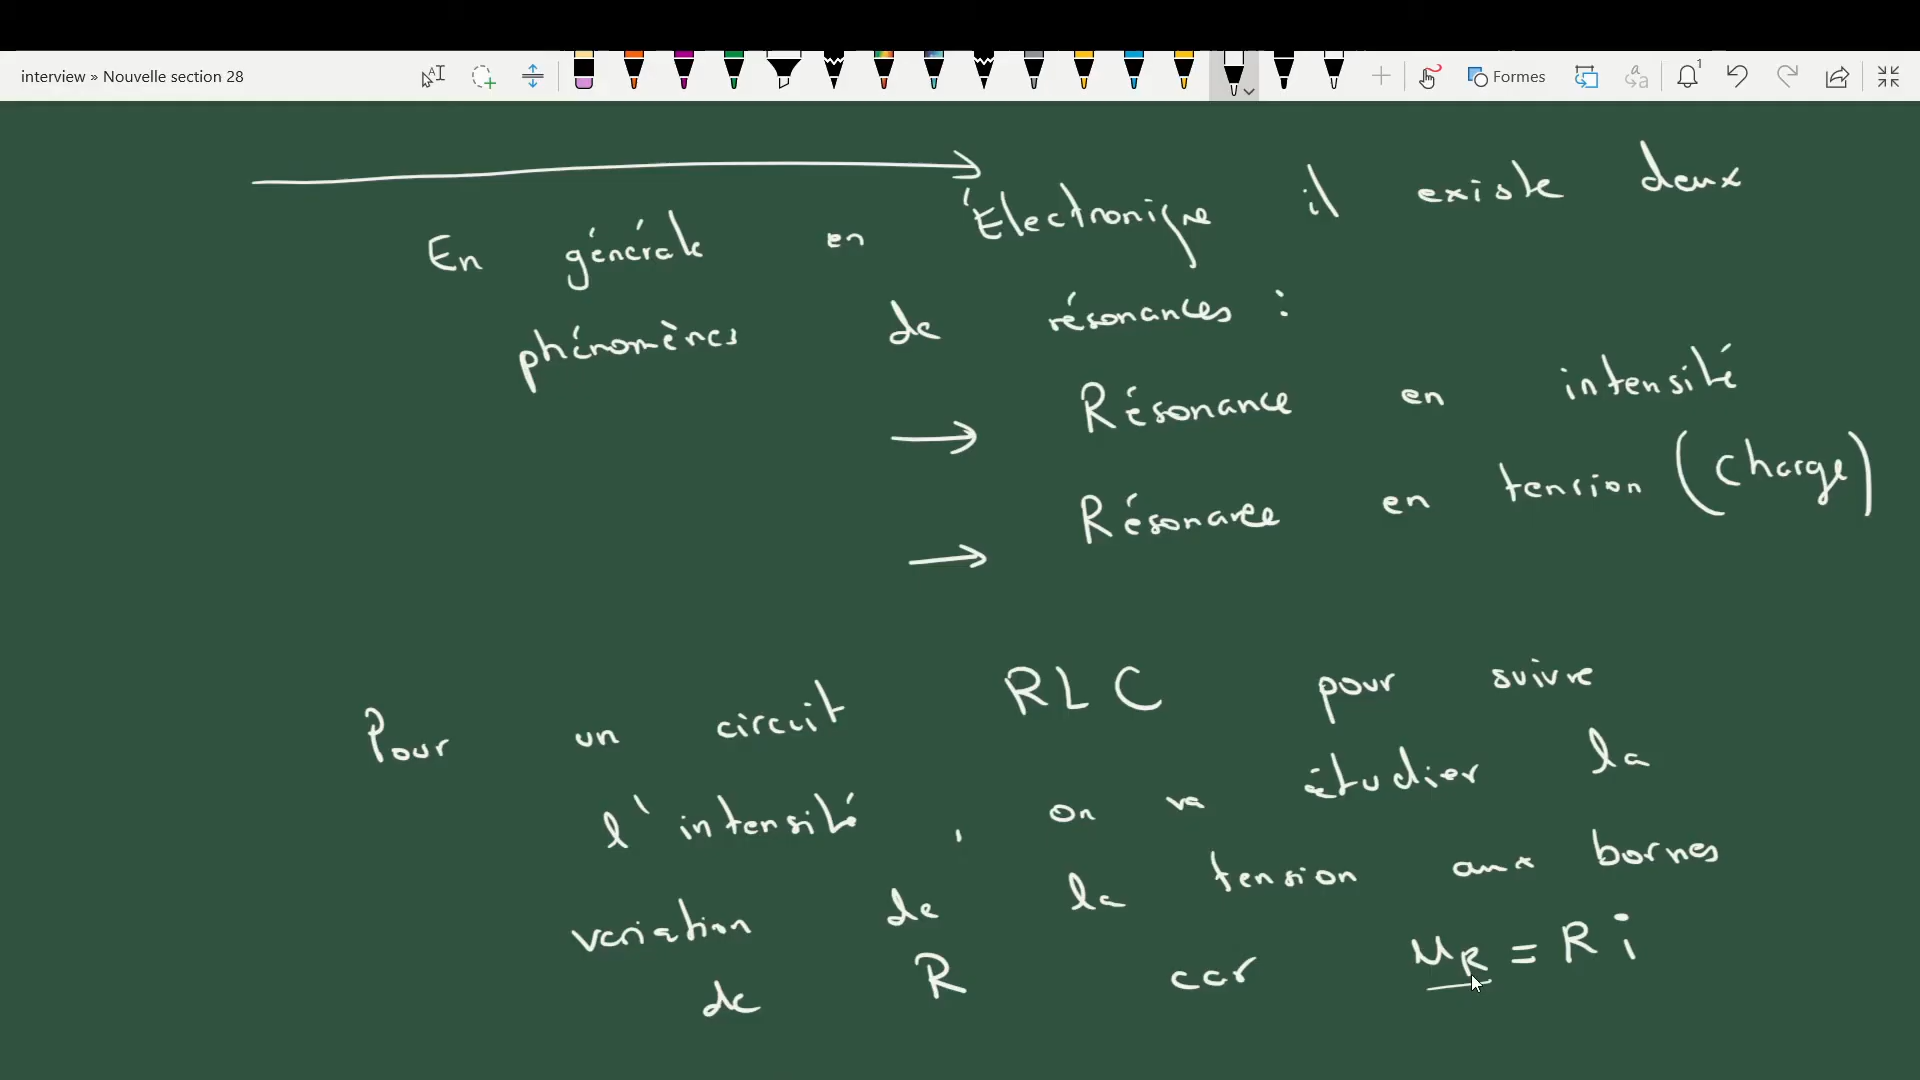 interview » Nouvelle section 28
Formes
1
En générale en Électronique il existe deux
phénomènes de résonances :
→ Résonance en intensité
→ Résonance en tension (charge)
Pour un circuit RLC pour suivre
l'intensité, on va étudier la
variation de la tension aux bornes
de R car u_R = R i